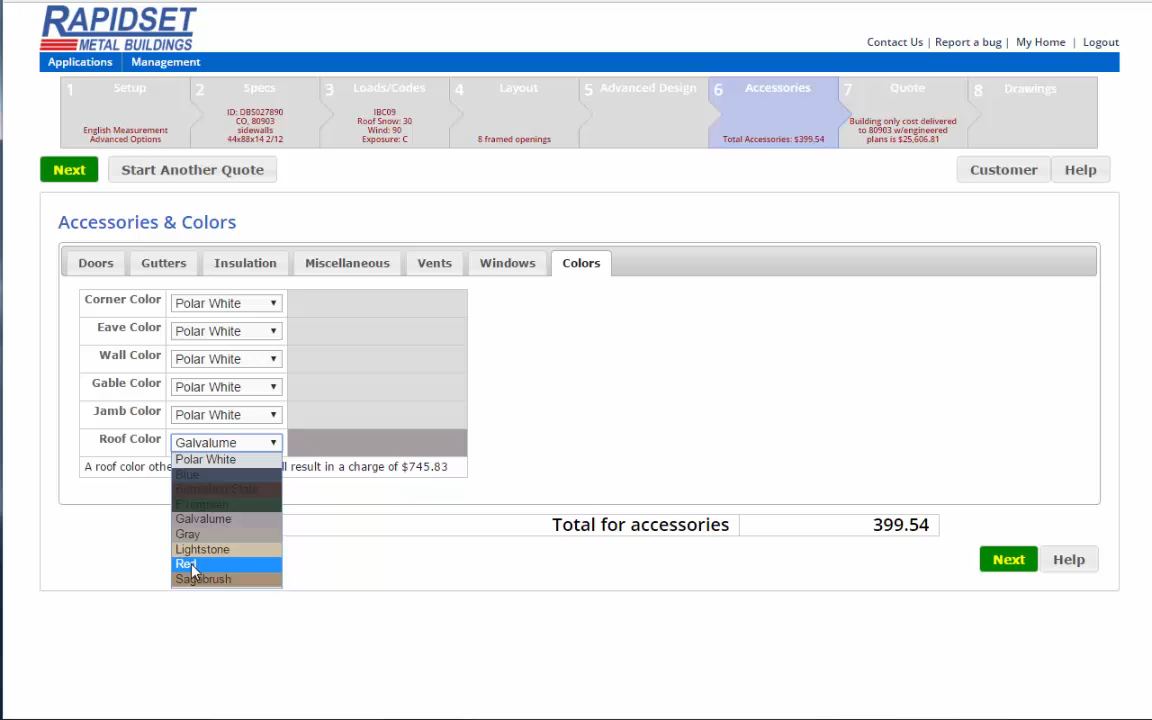 RAPIDSET
METAL BUILDINGS
Contact Us | Report a bug | My Home | Logout
Applications Management
1 Setup
English Measurement
Advanced Options
2 Specs
ID: DB5027890
CO, 80903
sidewalls
44x88x14 2/12
3 Loads/Codes
IBC09
Roof Snow: 30
Wind: 90
Exposure: C
4 Layout
8 framed openings
5 Advanced Design
6 Accessories
Total Accessories: $399.54
7 Quote
Building only cost delivered
to 80903 w/engineered
plans is $25,606.81
8 Drawings
Next Start Another Quote Customer Help
Accessories & Colors
Doors Gutters Insulation Miscellaneous Vents Windows Colors
Corner Color Polar White
Eave Color Polar White
Wall Color Polar White
Gable Color Polar White
Jamb Color Polar White
Roof Color Galvalume
A roof color othe ll result in a charge of $745.83
Polar White
Blue
Burnished Slate
Evergreen
Galvalume
Gray
Lightstone
Red
Sagebrush
Total for accessories 399.54
Next Help